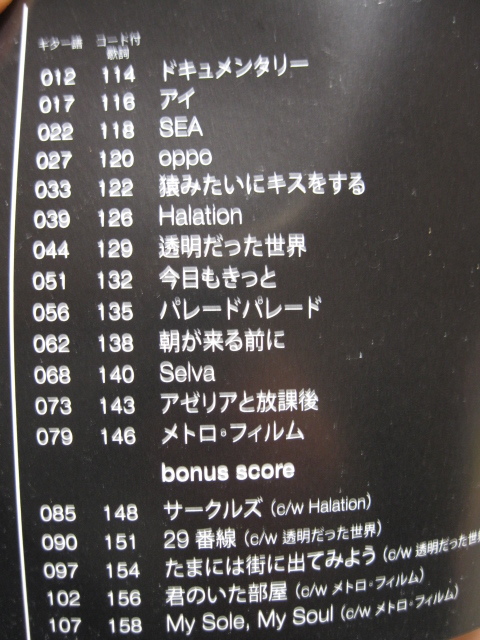 ギター譜 コード付歌詞
012 114 ドキュメンタリー
017 116 アイ
022 118 SEA
027 120 oppo
033 122 猿みたいにキスをする
039 126 Halation
044 129 透明だった世界
051 132 今日もきっと
056 135 パレードパレード
062 138 朝が来る前に
068 140 Selva
073 143 アゼリアと放課後
079 146 メトロ・フィルム
bonus score
085 148 サークルズ (c/w Halation)
090 151 29番線 (c/w 透明だった世界)
097 154 たまには街に出てみよう (c/w 透明だった世
102 156 君のいた部屋 (c/w メトロ・フィルム)
107 158 My Sole, My Soul (c/w メトロ・フィルム)